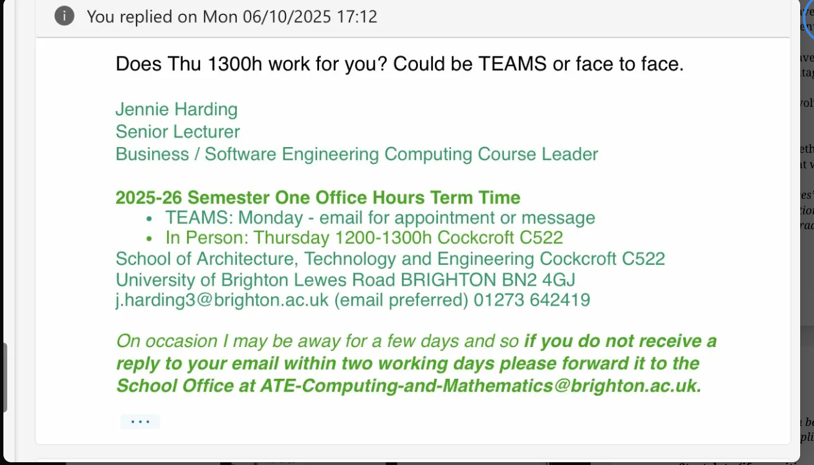 You replied on Mon 06/10/2025 17:12
Does Thu 1300h work for you? Could be TEAMS or face to face.
Jennie Harding
Senior Lecturer
Business / Software Engineering Computing Course Leader
2025-26 Semester One Office Hours Term Time
• TEAMS: Monday - email for appointment or message
• In Person: Thursday 1200-1300h Cockcroft C522
School of Architecture, Technology and Engineering Cockcroft C522
University of Brighton Lewes Road BRIGHTON BN2 4GJ
j.harding3@brighton.ac.uk (email preferred) 01273 642419
On occasion I may be away for a few days and so if you do not receive a
reply to your email within two working days please forward it to the
School Office at ATE-Computing-and-Mathematics@brighton.ac.uk.
...